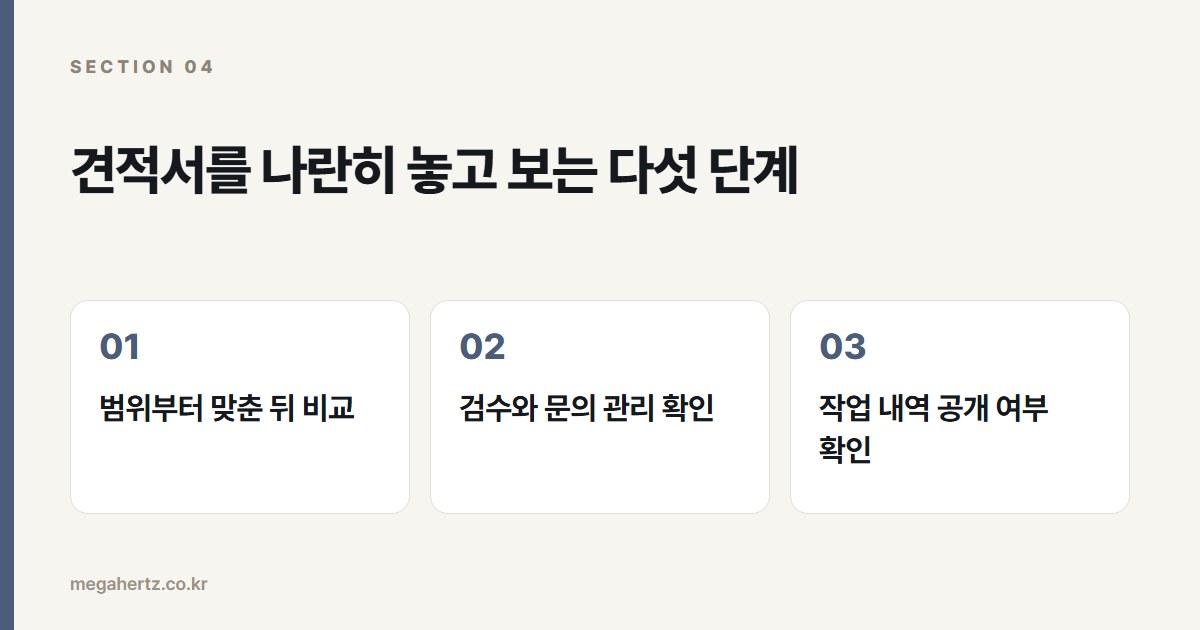 SECTION 04
견적서를 나란히 놓고 보는 다섯 단계
01
범위부터 맞춘 뒤 비교
02
검수와 문의 관리 확인
03
작업 내역 공개 여부
확인
megahertz.co.kr